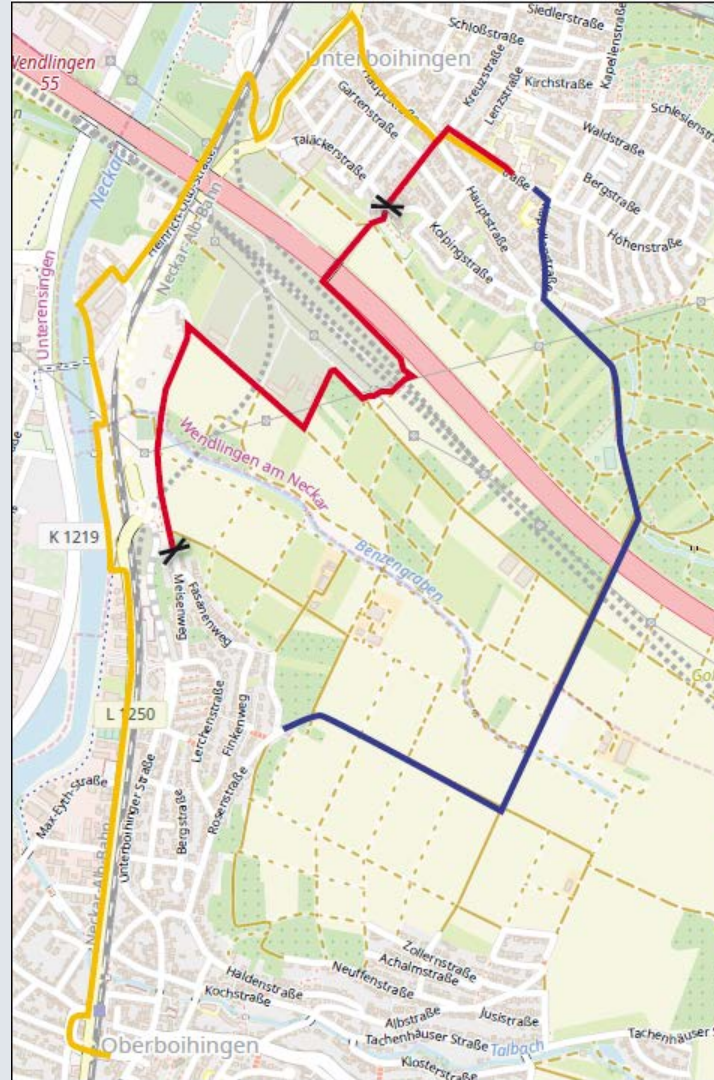 Siedlerstraße
Schloßstraße
Kapellenstraße
Wendlingen
55
Unterboihingen
Kreuzstraße
Kirchstraße
Gartenstraße
Lenzstraße
Schlesienst
Waldstraße
Taläckerstraße
Neckar
Bergstraße
Hauptstraße
Kolpingstraße
Höhenstraße
Neckar-Alb-Bahn
Unterensingen
Wendlingen am Neckar
K 1219
Benzengraben
Meisenweg
Fasanenweg
L 1250
Lerchenstraße
Finkenweg
Rosenstraße
Max-Eyth-Straße
Unterboihinger Straße
Bergstraße
Neckar-Alb-Bahn
Zollernstraße
Achalmstraße
Neuffenstraße
Haldenstraße
Kochstraße
Albstraße
Jusistraße
Tachenhäuser Straße
Tachenhäuser S
Talbach
Oberboihingen
Klosterstraße